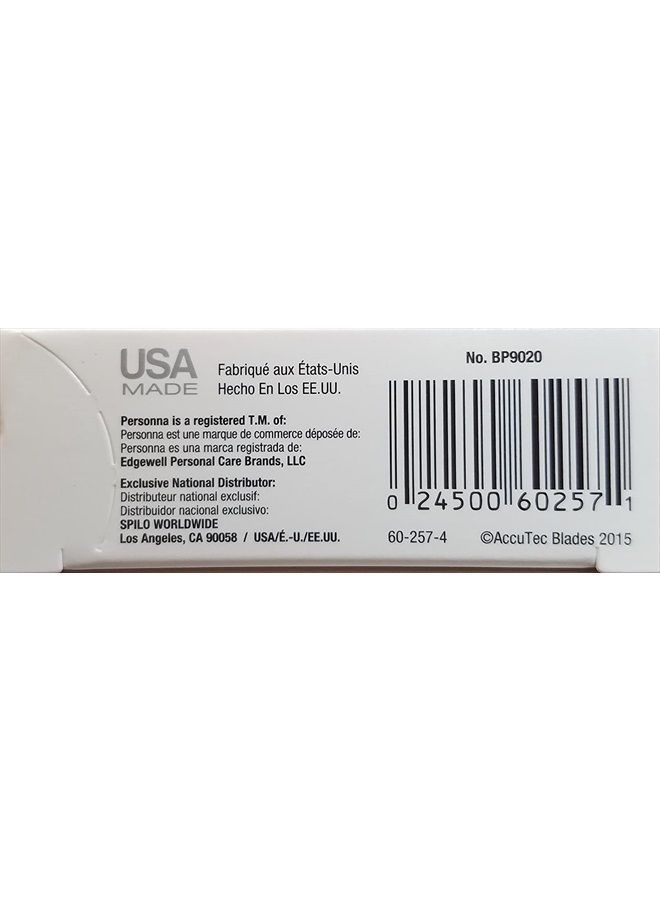 USA
MADE
Fabriqué aux États-Unis
Hecho En Los EE.UU.
Personna is a registered T.M. of:
Personna est une marque de commerce déposée de:
Personna es una marca registrada de:
Edgewell Personal Care Brands, LLC
Exclusive National Distributor:
Distributeur national exclusif:
Distribuidor nacional exclusivo:
SPILO WORLDWIDE
Los Angeles, CA 90058 / USA/É.-U./EE.UU.
No. BP9020
0 24500 60257 1
60-257-4 ©AccuTec Blades 2015